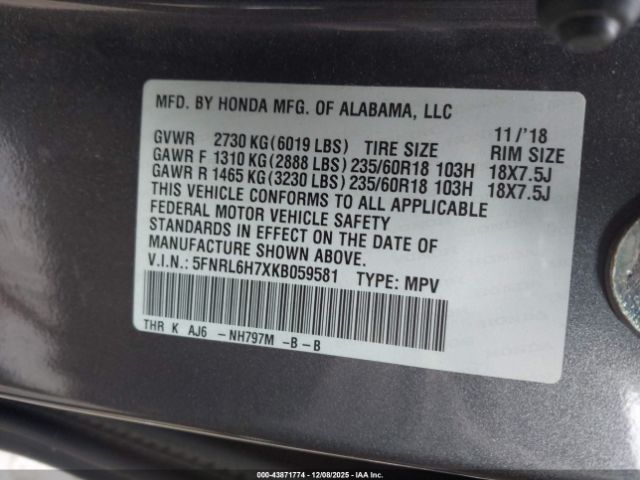 MFD. BY HONDA MFG. OF ALABAMA, LLC
11/'18
GVWR 2730 KG(6019 LBS) TIRE SIZE RIM SIZE
GAWR F 1310 KG(2888 LBS) 235/60R18 103H 18X7.5J
GAWR R 1465 KG(3230 LBS) 235/60R18 103H 18X7.5J
THIS VEHICLE CONFORMS TO ALL APPLICABLE
FEDERAL MOTOR VEHICLE SAFETY
STANDARDS IN EFFECT ON THE DATE OF
MANUFACTURE SHOWN ABOVE.
V.I.N.: 5FNRL6H7XKB059581 TYPE: MPV
THR K AJ6 -NH797M -B-B
000-43871774 | 12/08/2025 | IAA Inc.